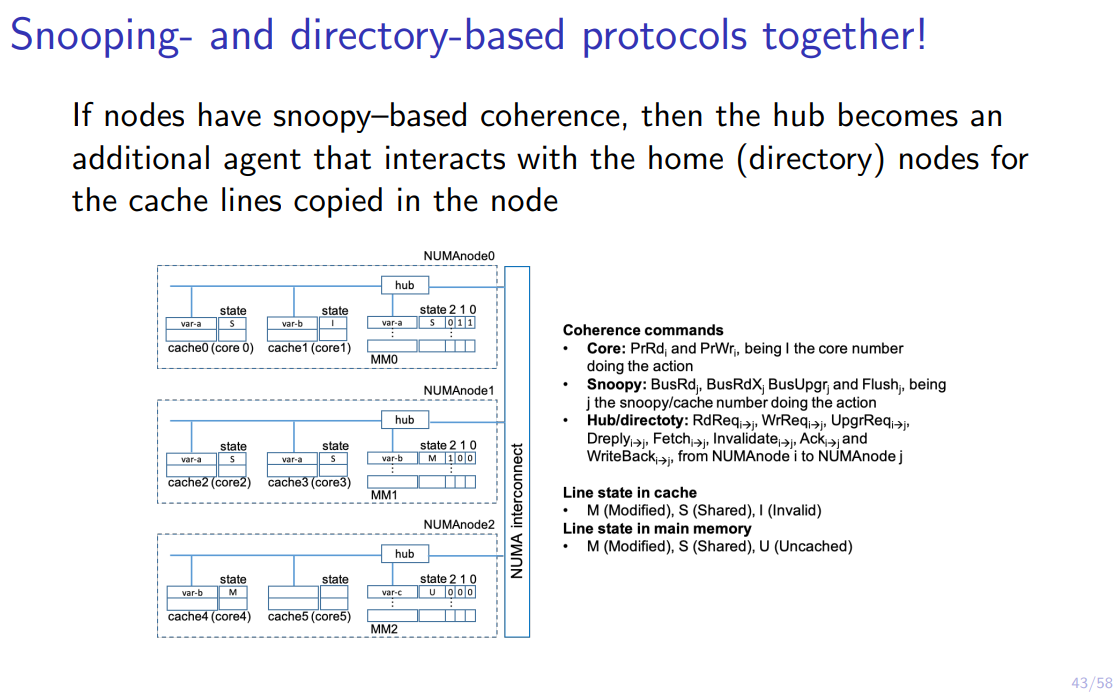 Snooping- and directory-based protocols together!
If nodes have snoopy–based coherence, then the hub becomes an
additional agent that interacts with the home (directory) nodes for
the cache lines copied in the node
NUMAnode0
hub
state
state
state 2 1 0
var-a S
var-b I
var-a S 0 1 1
cache0 (core 0)
cache1 (core1)
MM0
NUMAnode1
hub
state
state
state 2 1 0
var-a S
var-a S
var-b M 1 0 0
cache2 (core2)
cache3 (core3)
MM1
NUMAnode2
hub
state
state
state 2 1 0
var-b M
var-c U 0 0 0
cache4 (core4)
cache5 (core5)
MM2
NUMA interconnect
Coherence commands
• Core: PrRdi and PrWri, being I the core number
doing the action
• Snoopy: BusRdj, BusRdXj BusUpgrj and Flushj, being
j the snoopy/cache number doing the action
• Hub/directoty: RdReqi→j, WrReqi→j, UpgrReqi→j,
Dreplyi→j, Fetchi→j, Invalidatei→j, Acki→j and
WriteBacki→j, from NUMAnode i to NUMAnode j
Line state in cache
• M (Modified), S (Shared), I (Invalid)
Line state in main memory
• M (Modified), S (Shared), U (Uncached)
43/58